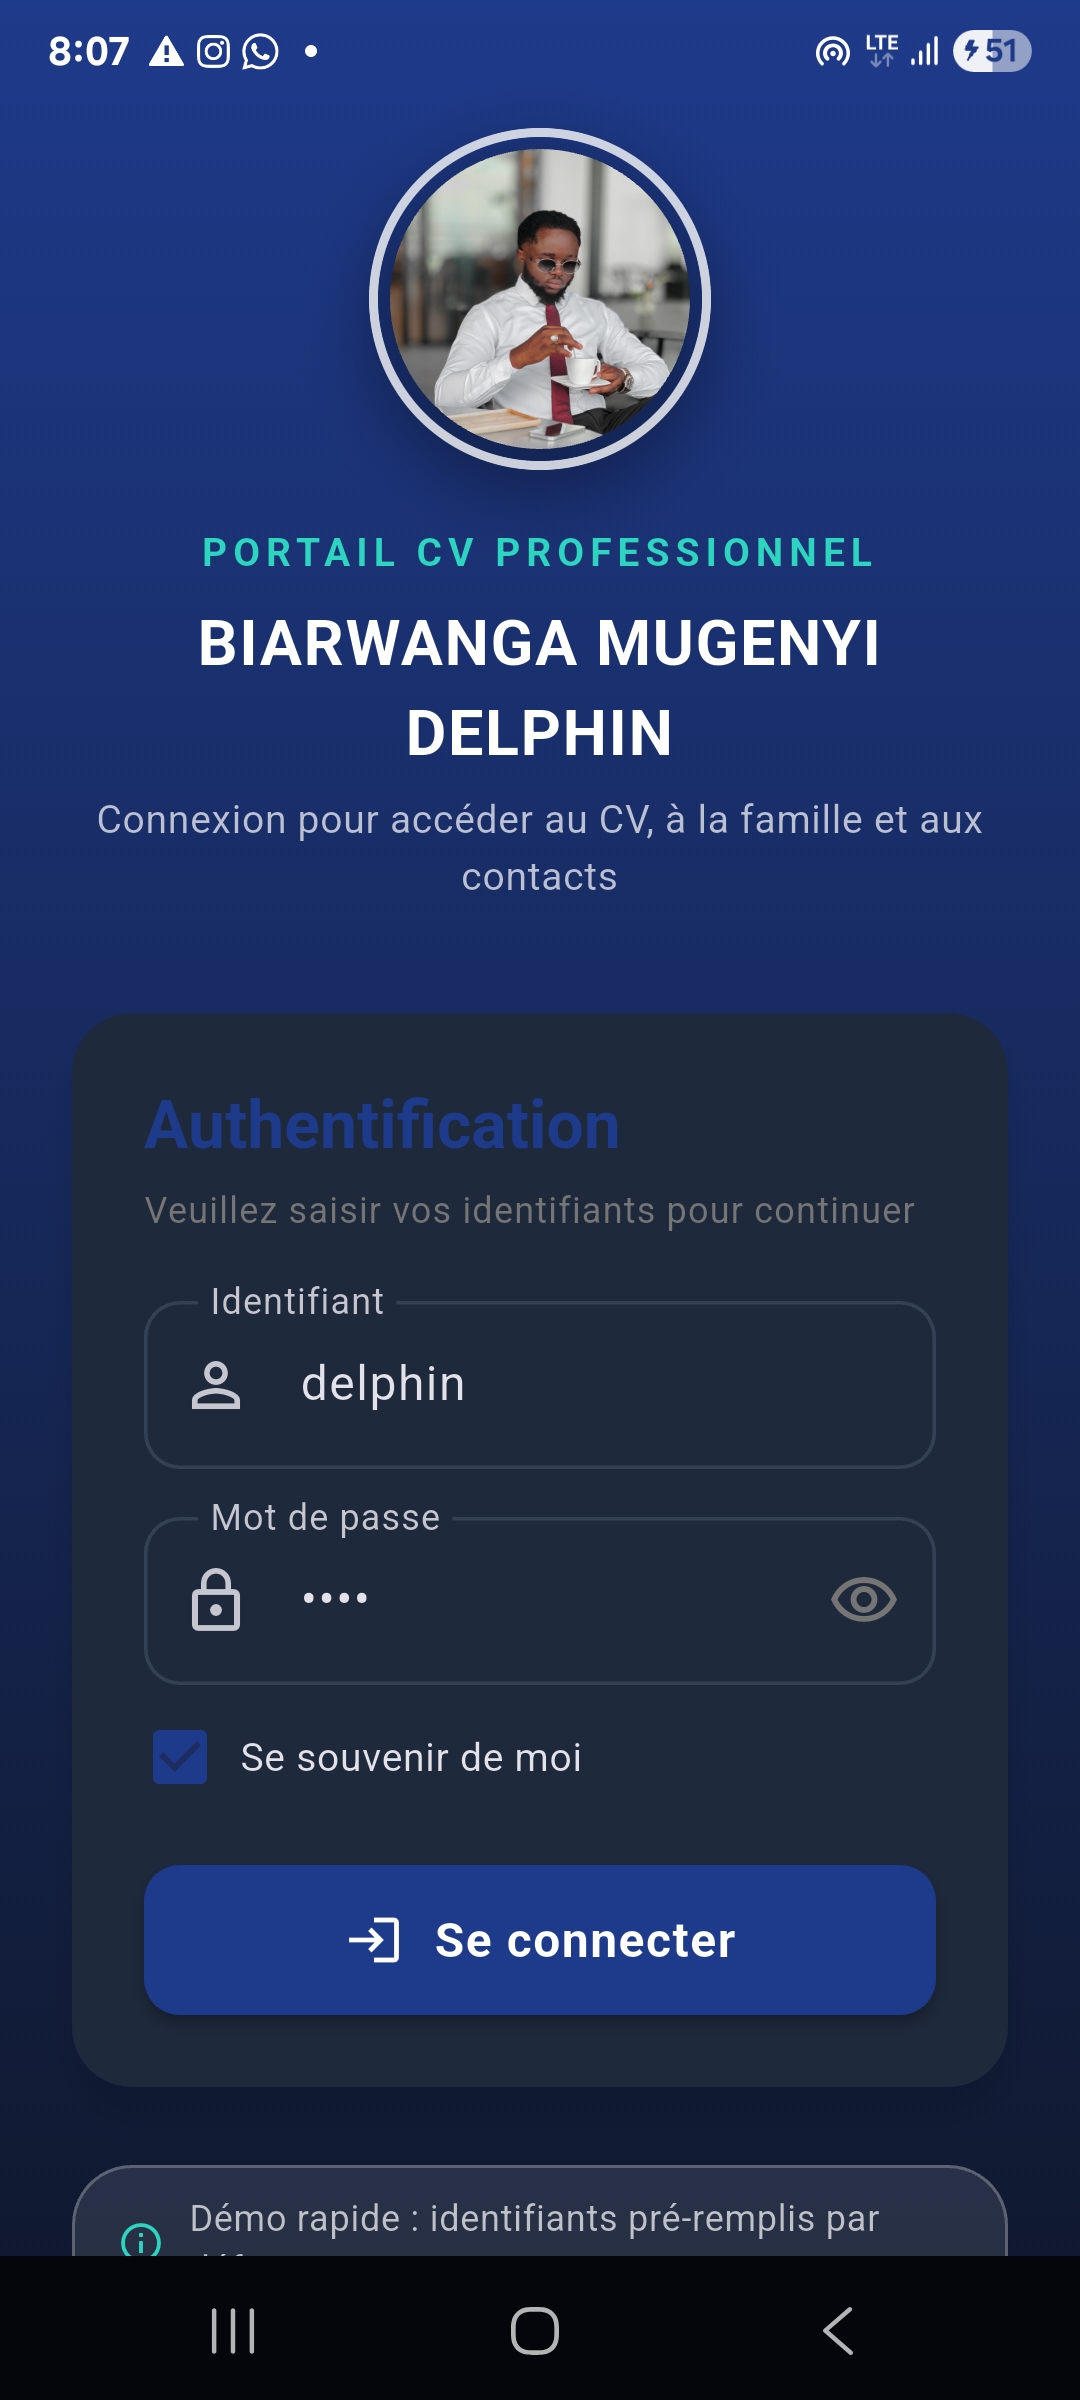 8:07
LTE
51
PORTAIL CV PROFESSIONNEL
BIARWANGA MUGENYI
DELPHIN
Connexion pour accéder au CV, à la famille et aux
contacts
Authentification
Veuillez saisir vos identifiants pour continuer
Identifiant
delphin
Mot de passe
••••
Se souvenir de moi
Se connecter
Démo rapide : identifiants pré-remplis par